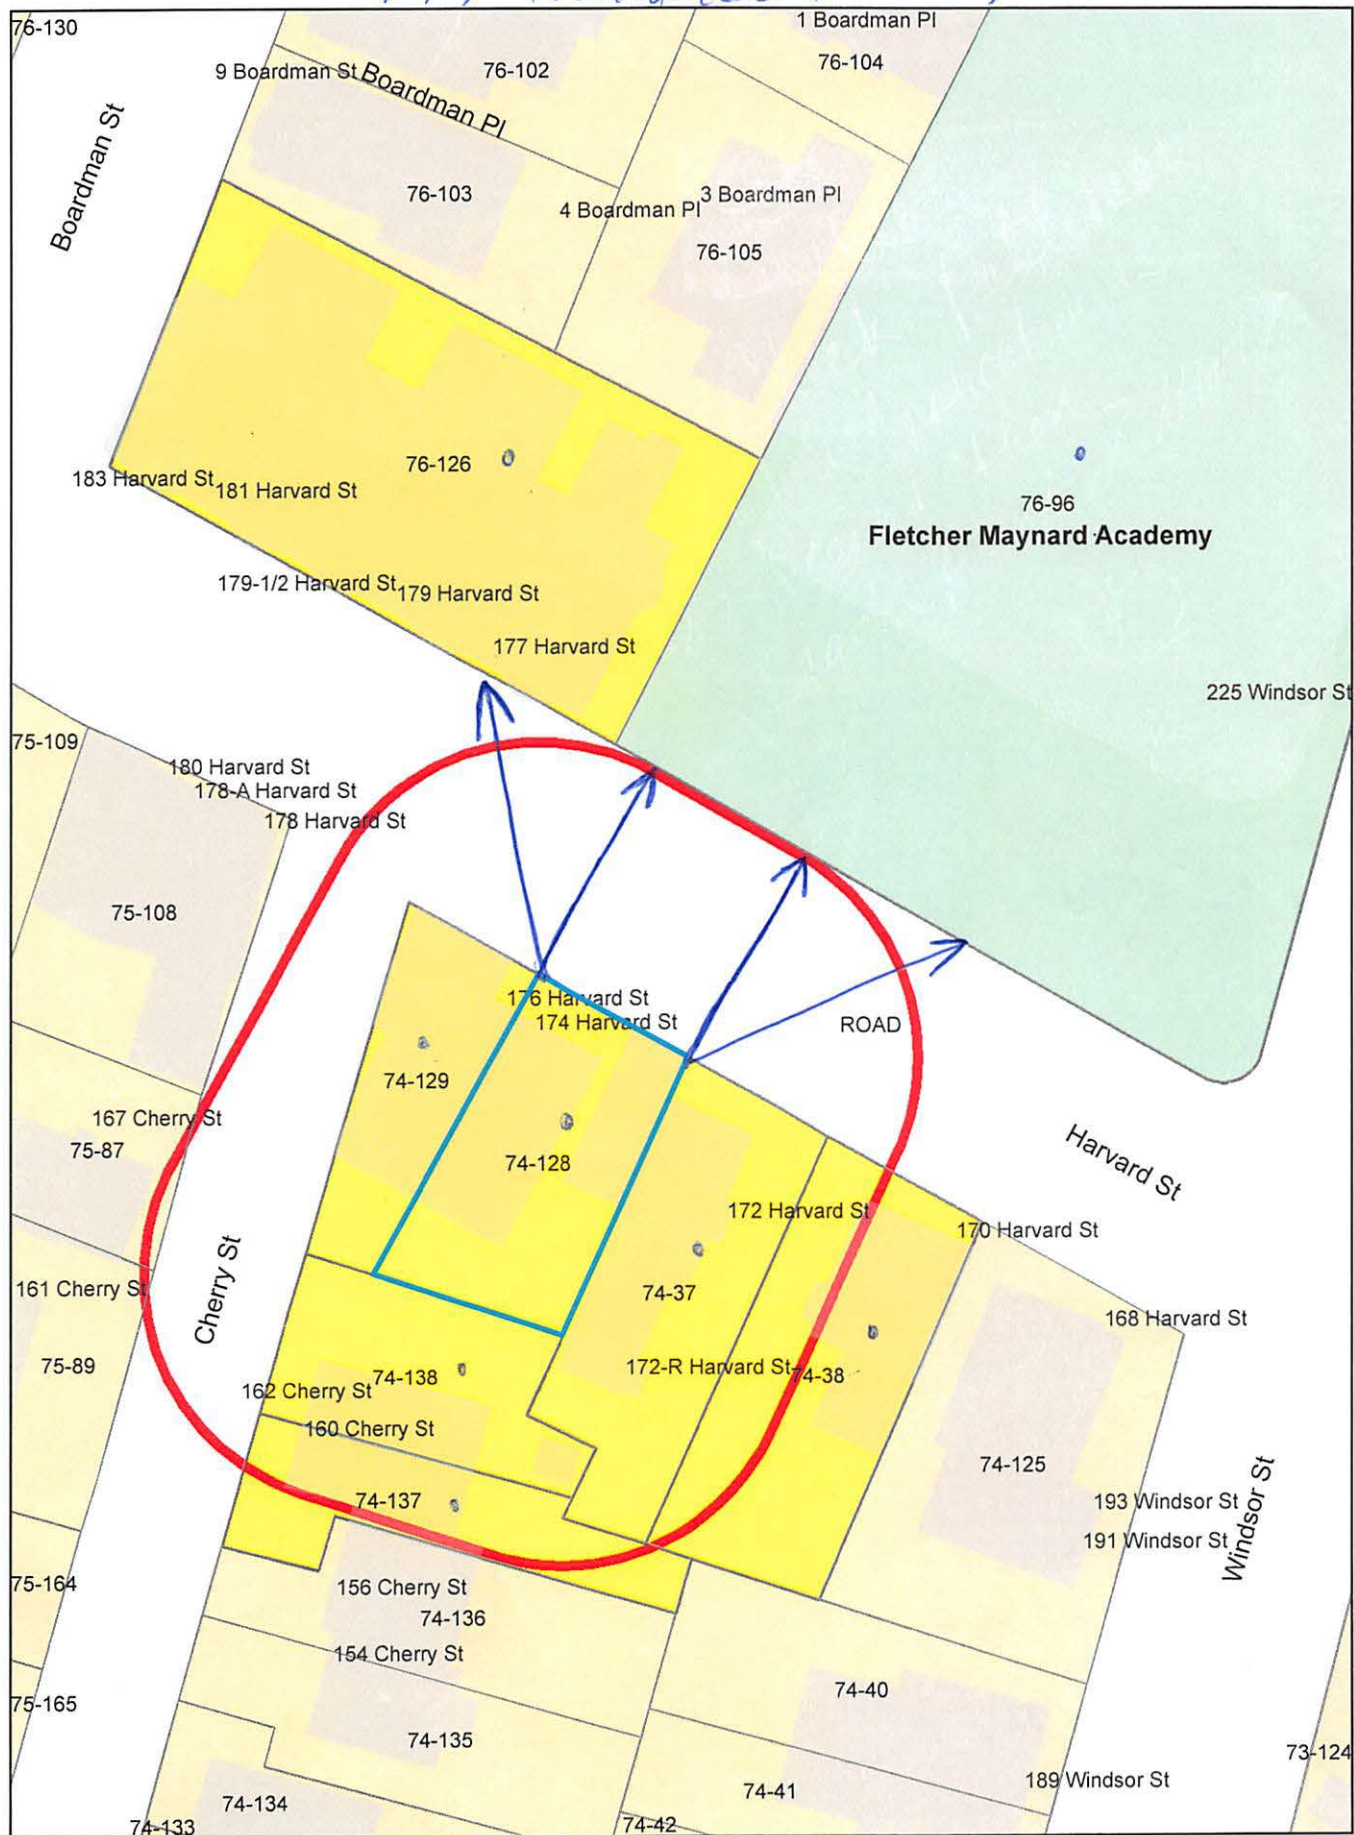 76-130
1 Boardman Pl
76-104
9 Boardman St
Boardman Pl
76-102
Boardman St
76-103
4 Boardman Pl
3 Boardman Pl
76-105
183 Harvard St
181 Harvard St
76-126
76-96
Fletcher Maynard Academy
179-1/2 Harvard St
179 Harvard St
177 Harvard St
225 Windsor St
75-109
180 Harvard St
178-A Harvard St
178 Harvard St
75-108
176 Harvard St
174 Harvard St
ROAD
74-129
167 Cherry St
75-87
74-128
Harvard St
172 Harvard St
170 Harvard St
161 Cherry St
Cherry St
74-37
168 Harvard St
75-89
162 Cherry St
74-138
172-R Harvard St
74-38
160 Cherry St
74-125
74-137
193 Windsor St
191 Windsor St
Windsor St
75-164
156 Cherry St
74-136
154 Cherry St
74-40
75-165
74-135
73-124
74-41
189 Windsor St
74-134
74-133
74-42